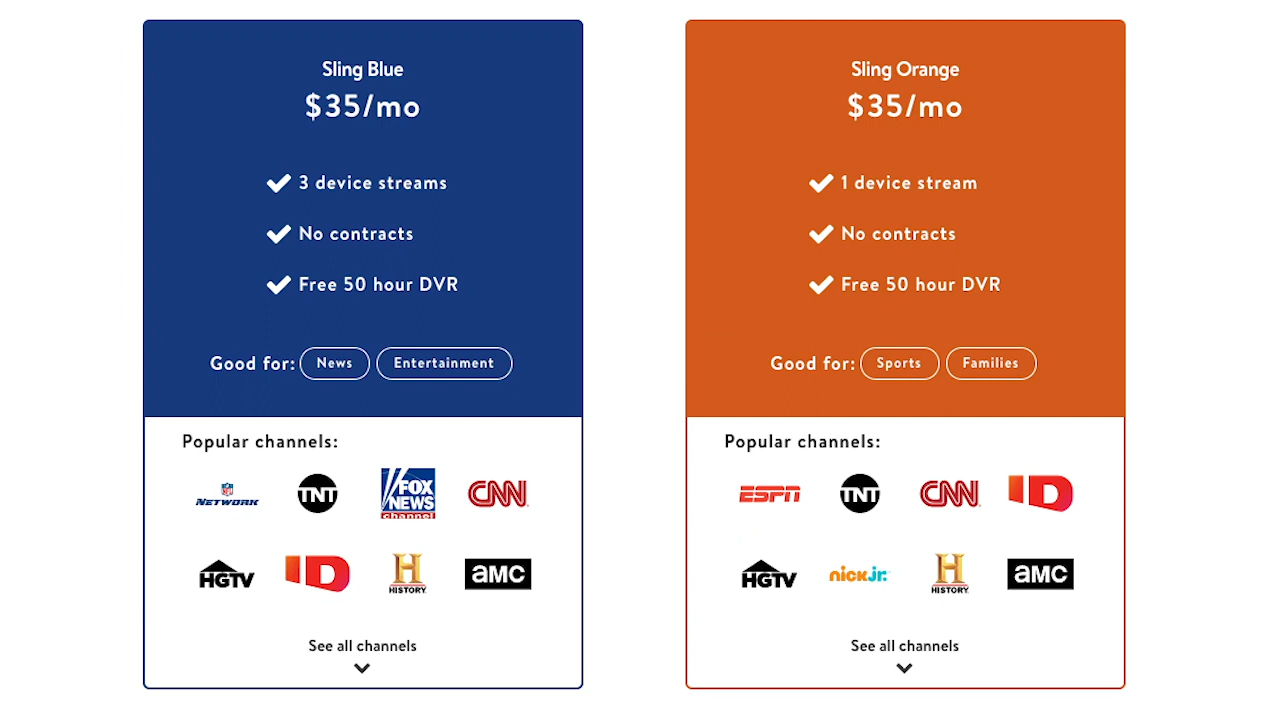 Sling Blue
$35/mo
3 device streams
No contracts
Free 50 hour DVR
Good for: News Entertainment
Popular channels:
NFL
NETWORK
TNT
FOX
NEWS
channel
CNN
HGTV
ID
H
HISTORY
aMC
See all channels
Sling Orange
$35/mo
1 device stream
No contracts
Free 50 hour DVR
Good for: Sports Families
Popular channels:
ESPN
TNT
CNN
ID
HGTV
nick jr.
H
HISTORY
aMC
See all channels